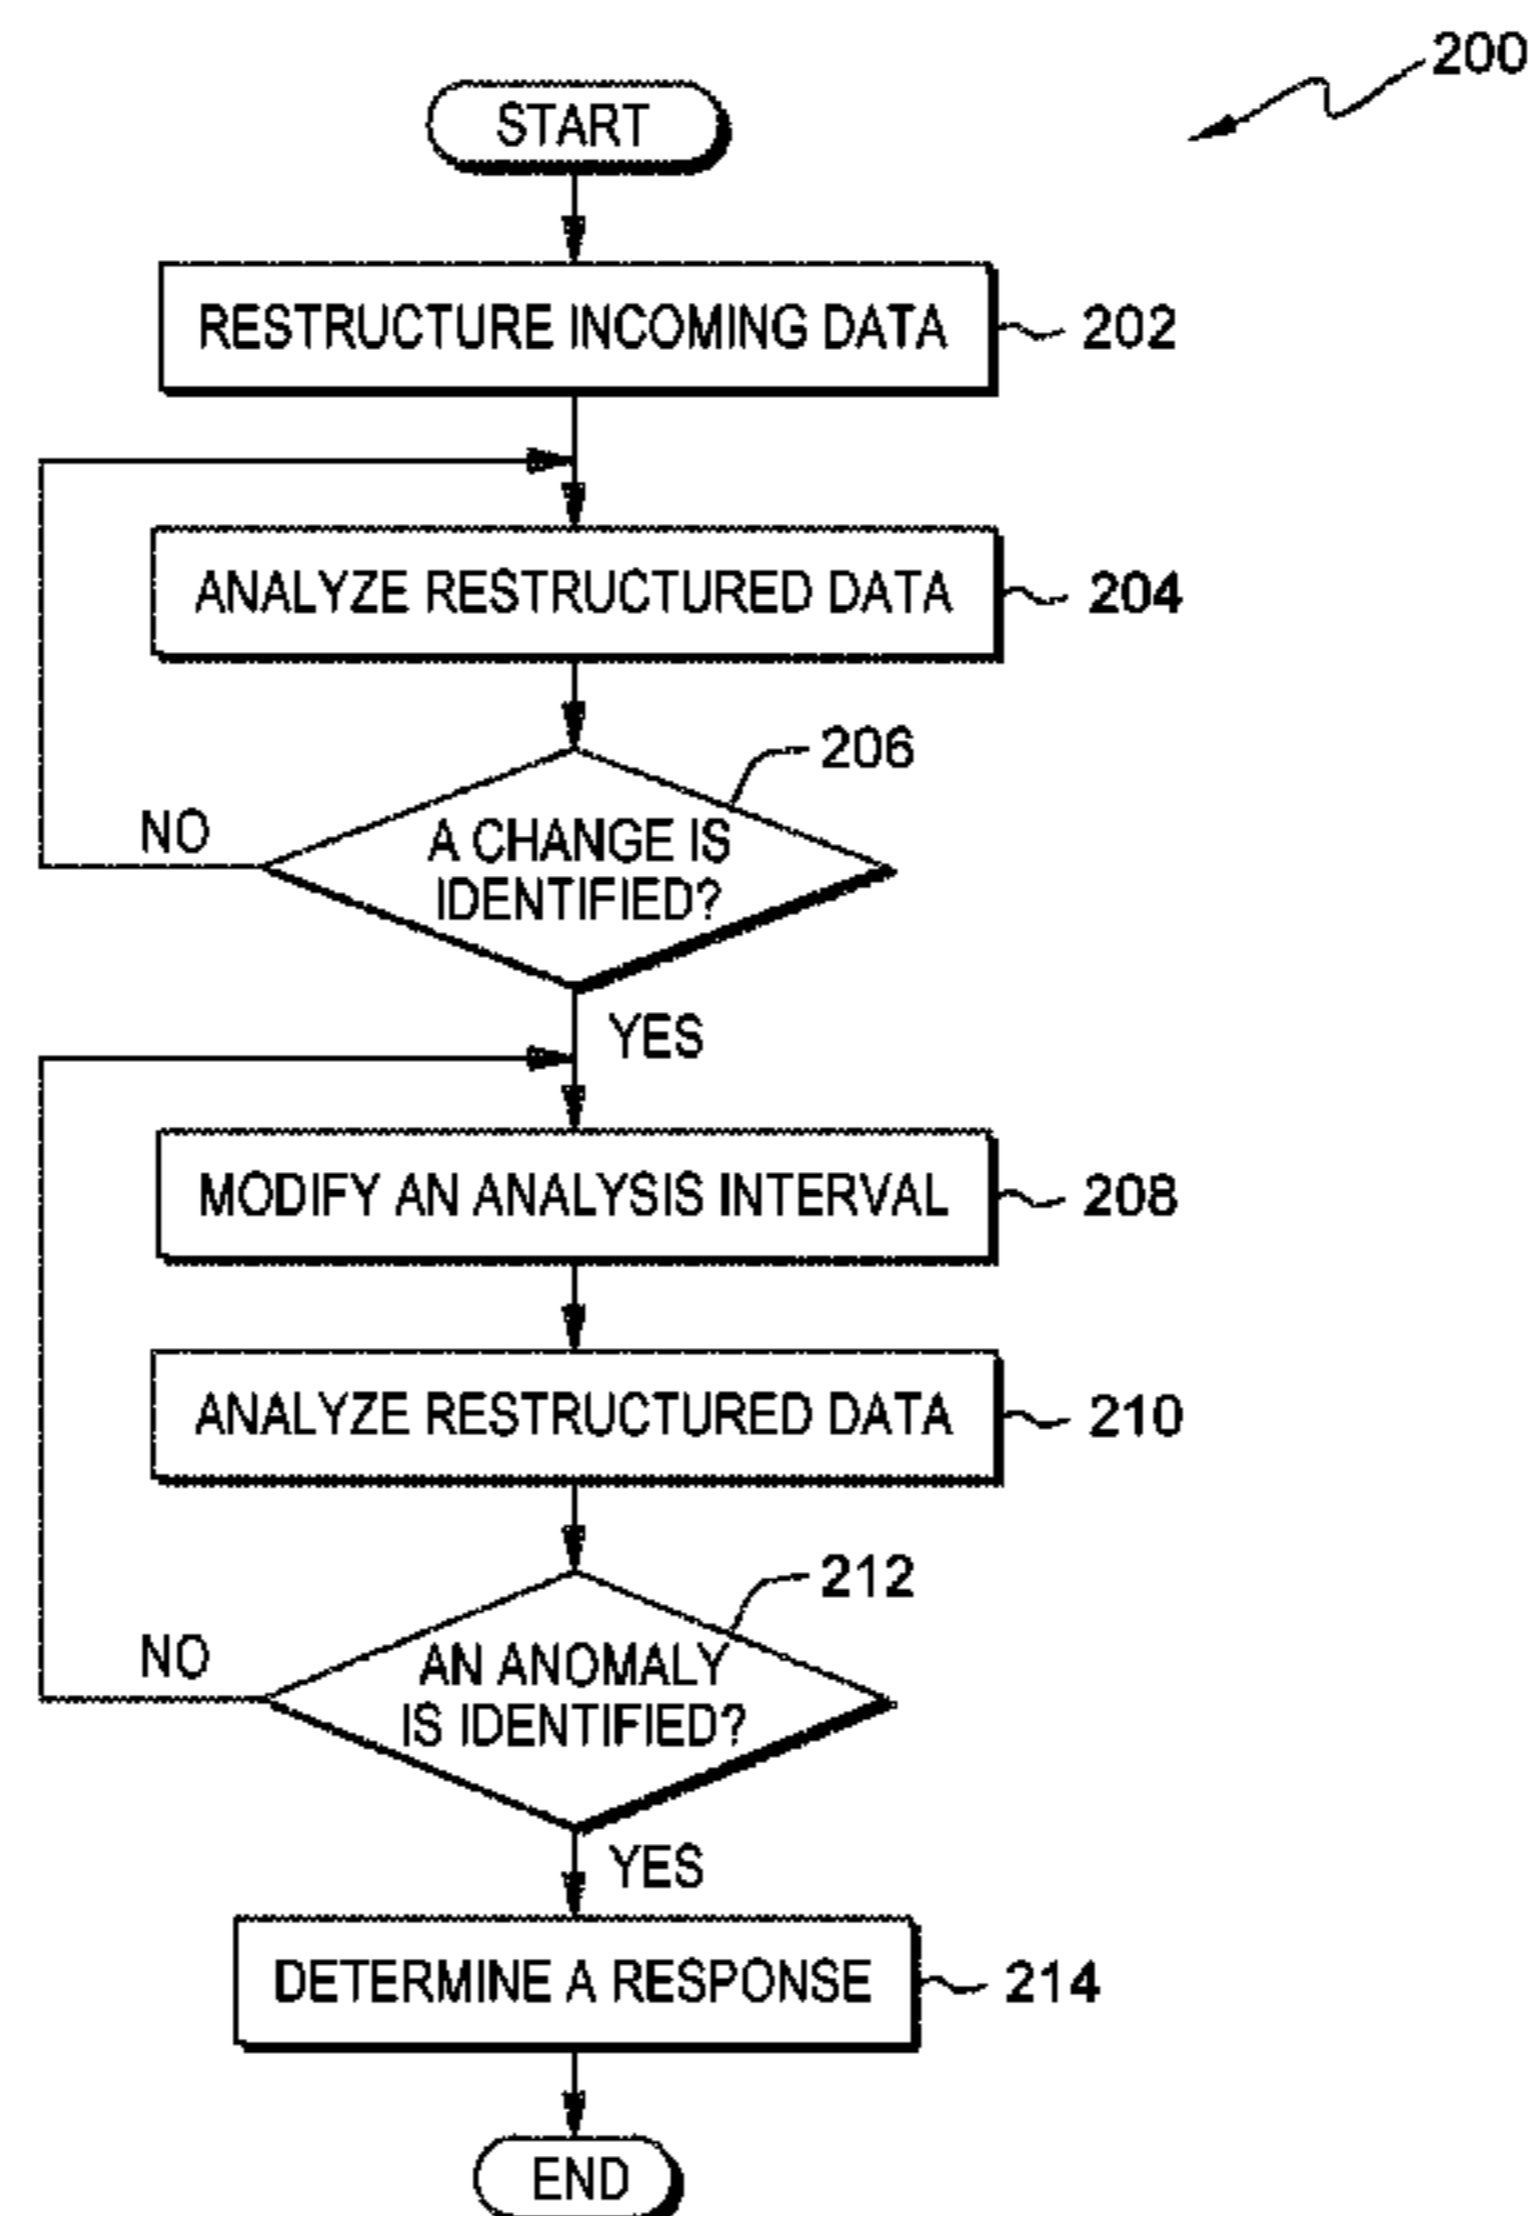 200
START
RESTRUCTURE INCOMING DATA
202
ANALYZE RESTRUCTURED DATA
204
206
NO
A CHANGE IS
IDENTIFIED?
YES
MODIFY AN ANALYSIS INTERVAL
208
ANALYZE RESTRUCTURED DATA
210
212
NO
AN ANOMALY
IS IDENTIFIED?
YES
DETERMINE A RESPONSE
214
END